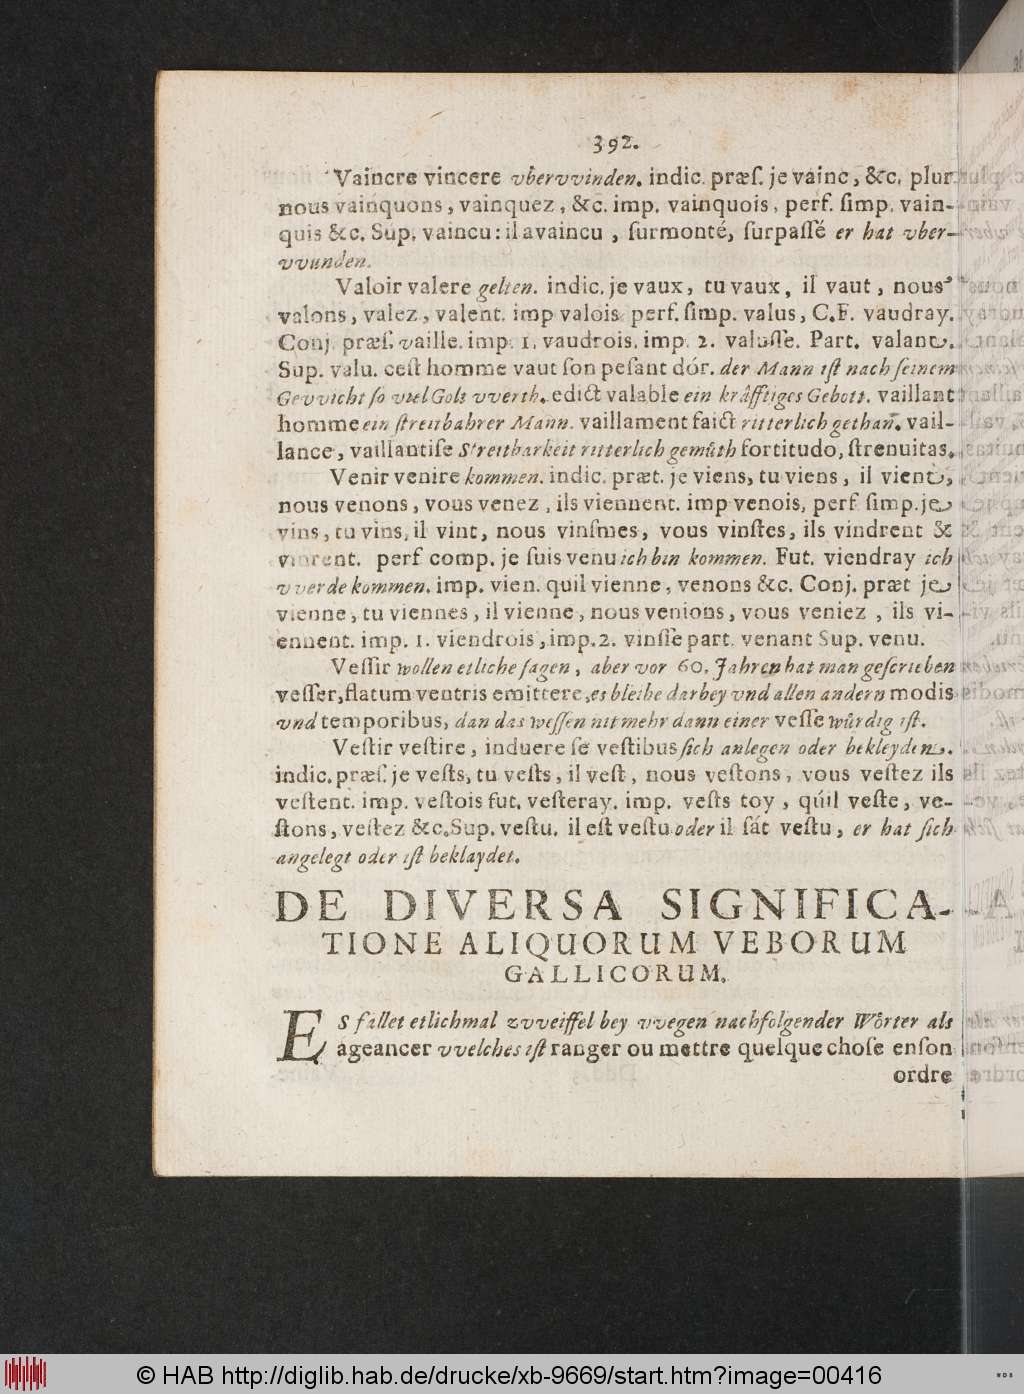 392.
Vaincre vincere vbervvinden. indic. præſ. je vainc, &c. plur.
nous vainquons, vainquez, &c. imp. vainquois, perf. ſimp. vain-
quis &c. Sup. vaincu: il avaincu, ſurmonté, ſurpaſſé er hat vber-
vvunden.
Valoir valere gelten. indic. je vaux, tu vaux, il vaut, nous
valons, valez, valent. imp valois perf. ſimp. valus, C.F. vaudray.
Conj. præſ. vaille. imp. 1. vaudrois, imp. 2. valuſſe. Part. valant.
Sup. valu. ceſt homme vaut ſon peſant dór. der Mann iſt nach ſeinem
Gevvicht ſo viel Golt vverth. edict valable ein kråfftiges Gebott. vaillant
homme ein ſtreitbahrer Mann. vaillament faict ritterlich gethan. vail-
lance, vaillantiſe Streitbarkeit ritterlich gemůth fortitudo, ſtrenuitas.
Venir venire kommen. indic. præt. je viens, tu viens, il vient,
nous venons, vous venez, ils viennent. imp venois, perf ſimp. je
vins, tu vins, il vint, nous vinſmes, vous vinſtes, ils vindrent &
vinrent. perf comp. je ſuis venu ich bin kommen. Fut. viendray ich
vverde kommen. imp. vien. quil vienne, venons &c. Conj. præt je
vienne, tu viennes, il vienne, nous venions, vous veniez, ils vi-
ennent. imp. 1. viendrois, imp. 2. vinſſe part. venant Sup. venu.
Veſſir wollen etliche ſagen, aber vor 60. Jahren hat man geſcrieben
veſſer, flatum ventris emittere, es bleibe darbey vnd allen andern modis
vnd temporibus, dan das weſſen nit mehr dann einer veſſe wůrdig iſt.
Veſtir veſtire, induere ſe veſtibus ſich anlegen oder bekleyden.
indic. præſ. je veſts, tu veſts, il veſt, nous veſtons, vous veſtez ils
veſtent. imp. veſtois fut. veſteray. imp. veſts toy, qúil veſte, ve-
ſtons, veſtez &c. Sup. veſtu. il eſt veſtu oder il ſát veſtu, er hat ſich
angelegt oder iſt beklaydet.
DE DIVERSA SIGNIFICA-
TIONE ALIQUORUM VEBORUM
GALLICORUM.
ES fallet etlichmal zvveiffel bey vvegen nachfolgender Wörter als
ageancer vvelches iſt ranger ou mettre quelque choſe enſon
ordre
© HAB http://diglib.hab.de/drucke/xb-9669/start.htm?image=00416